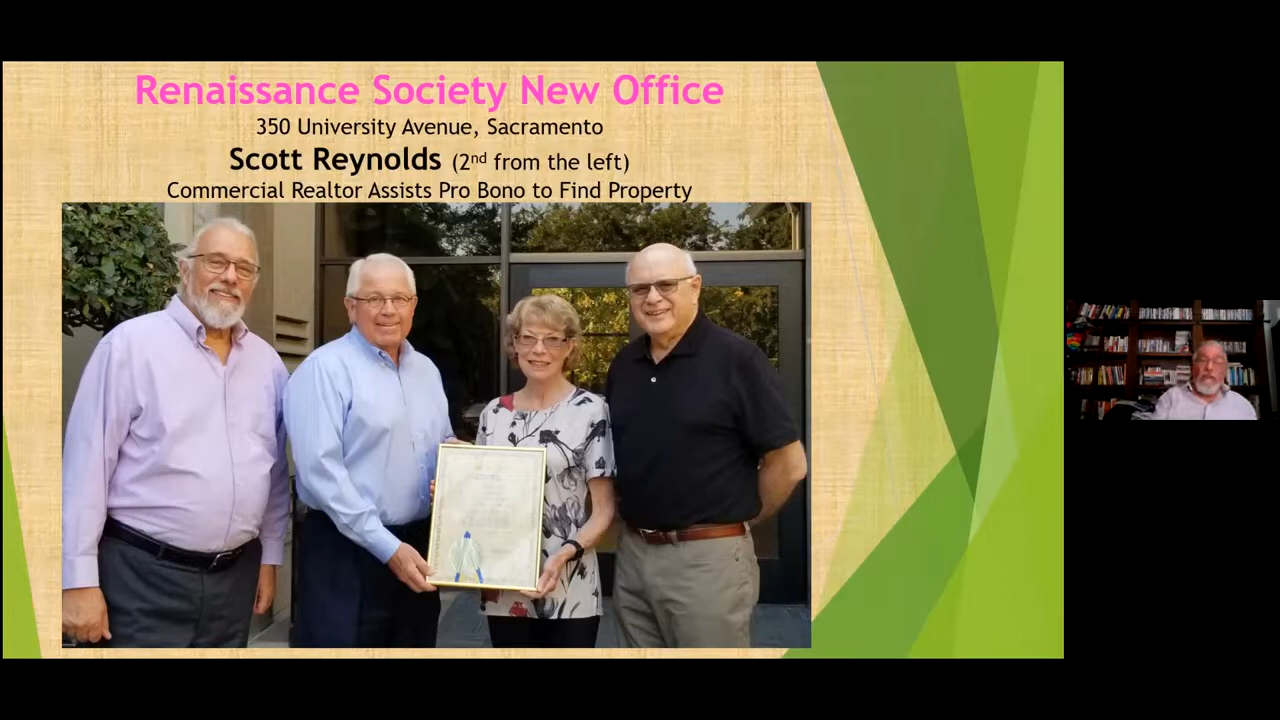 Renaissance Society New Office
350 University Avenue, Sacramento
Scott Reynolds (2nd from the left)
Commercial Realtor Assists Pro Bono to Find Property